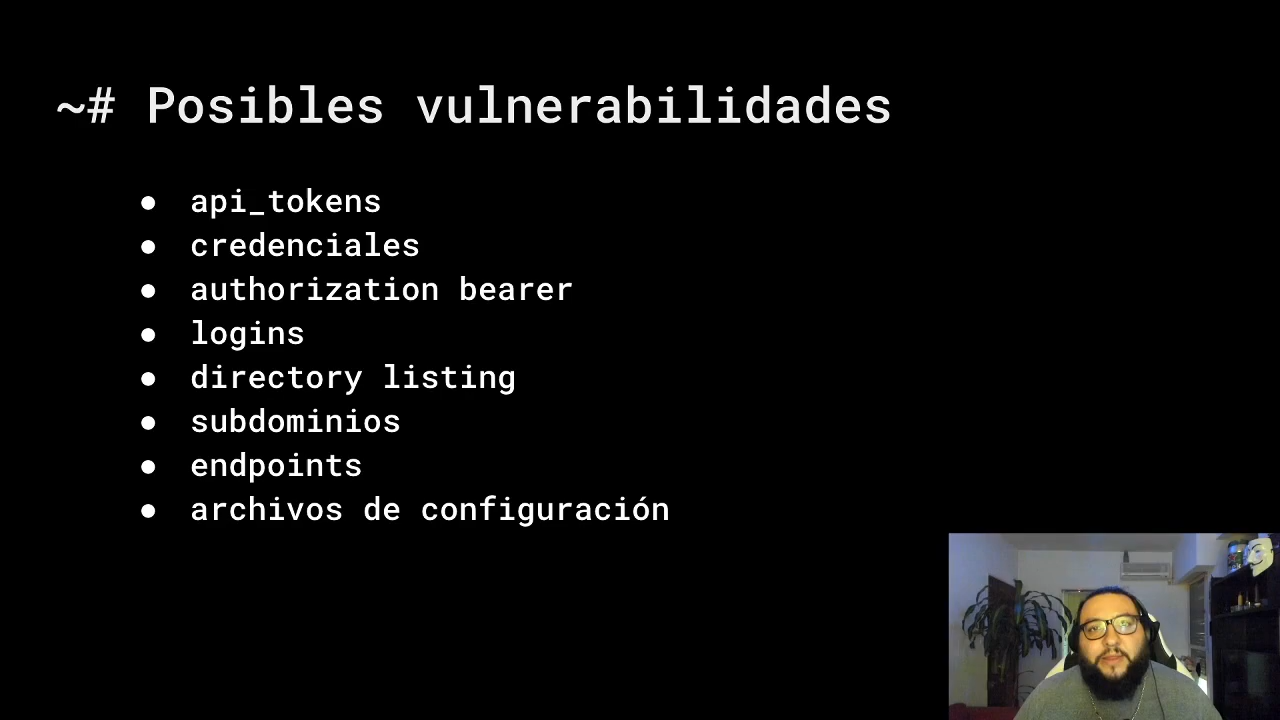 ~# Posibles vulnerabilidades
● api_tokens
● credenciales
● authorization bearer
● logins
● directory listing
● subdominios
● endpoints
● archivos de configuración